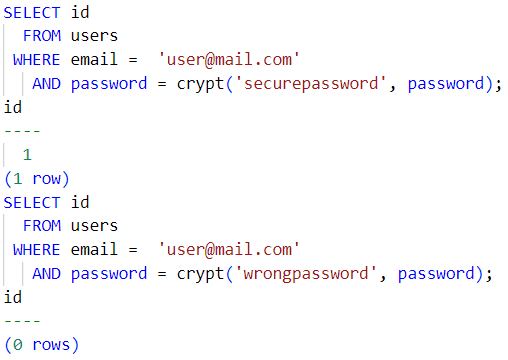 SELECT id
  FROM users
 WHERE email =  'user@mail.com'
   AND password = crypt('securepassword', password);
id
----
  1
(1 row)
SELECT id
  FROM users
 WHERE email =  'user@mail.com'
   AND password = crypt('wrongpassword', password);
id
----
(0 rows)